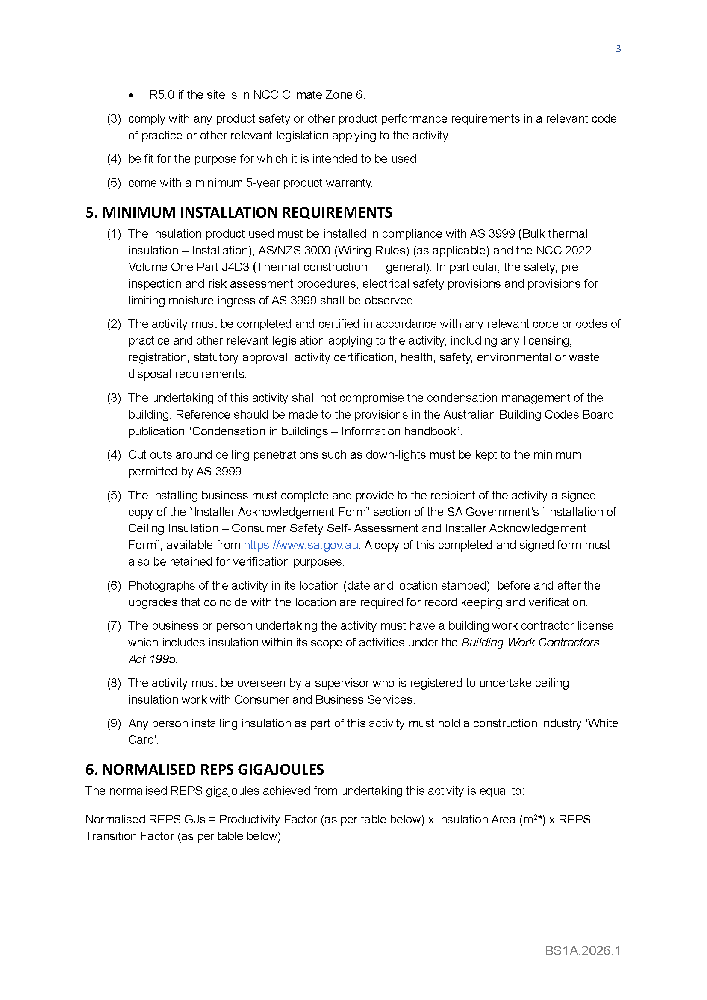 3
• R5.0 if the site is in NCC Climate Zone 6.
(3) comply with any product safety or other product performance requirements in a relevant code
of practice or other relevant legislation applying to the activity.
(4) be fit for the purpose for which it is intended to be used.
(5) come with a minimum 5-year product warranty.
5. MINIMUM INSTALLATION REQUIREMENTS
(1) The insulation product used must be installed in compliance with AS 3999 (Bulk thermal
insulation – Installation), AS/NZS 3000 (Wiring Rules) (as applicable) and the NCC 2022
Volume One Part J4D3 (Thermal construction — general). In particular, the safety, pre-
inspection and risk assessment procedures, electrical safety provisions and provisions for
limiting moisture ingress of AS 3999 shall be observed.
(2) The activity must be completed and certified in accordance with any relevant code or codes of
practice and other relevant legislation applying to the activity, including any licensing,
registration, statutory approval, activity certification, health, safety, environmental or waste
disposal requirements.
(3) The undertaking of this activity shall not compromise the condensation management of the
building. Reference should be made to the provisions in the Australian Building Codes Board
publication “Condensation in buildings – Information handbook”.
(4) Cut outs around ceiling penetrations such as down-lights must be kept to the minimum
permitted by AS 3999.
(5) The installing business must complete and provide to the recipient of the activity a signed
copy of the “Installer Acknowledgement Form” section of the SA Government’s “Installation of
Ceiling Insulation – Consumer Safety Self- Assessment and Installer Acknowledgement
Form”, available from https://www.sa.gov.au. A copy of this completed and signed form must
also be retained for verification purposes.
(6) Photographs of the activity in its location (date and location stamped), before and after the
upgrades that coincide with the location are required for record keeping and verification.
(7) The business or person undertaking the activity must have a building work contractor license
which includes insulation within its scope of activities under the Building Work Contractors
Act 1995.
(8) The activity must be overseen by a supervisor who is registered to undertake ceiling
insulation work with Consumer and Business Services.
(9) Any person installing insulation as part of this activity must hold a construction industry ‘White
Card’.
6. NORMALISED REPS GIGAJOULES
The normalised REPS gigajoules achieved from undertaking this activity is equal to:
Normalised REPS GJs = Productivity Factor (as per table below) x Insulation Area (m²*) x REPS
Transition Factor (as per table below)
BS1A.2026.1